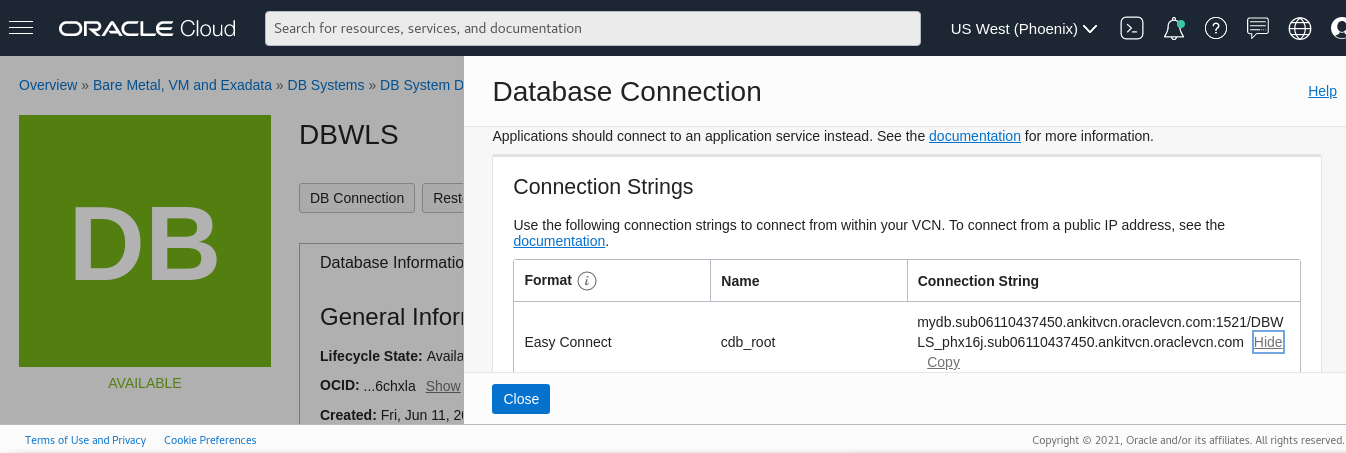 ORACLE Cloud
Search for resources, services, and documentation
US West (Phoenix)
Overview » Bare Metal, VM and Exadata » DB Systems » DB System D
DB
AVAILABLE
DBWLS
DB Connection
Rest
Database Informatio
General Infor
Lifecycle State: Availa
OCID: ...6chxla Show
Created: Fri, Jun 11, 20
Database Connection
Help
Applications should connect to an application service instead. See the documentation for more information.
Connection Strings
Use the following connection strings to connect from within your VCN. To connect from a public IP address, see the
documentation.
Format i Name Connection String
Easy Connect cdb_root
mydb.sub06110437450.ankitvcn.oraclevcn.com:1521/DBW
LS_phx16j.sub06110437450.ankitvcn.oraclevcn.com Hide
Copy
Close
Terms of Use and Privacy Cookie Preferences
Copyright © 2021, Oracle and/or its affiliates. All rights reserved.